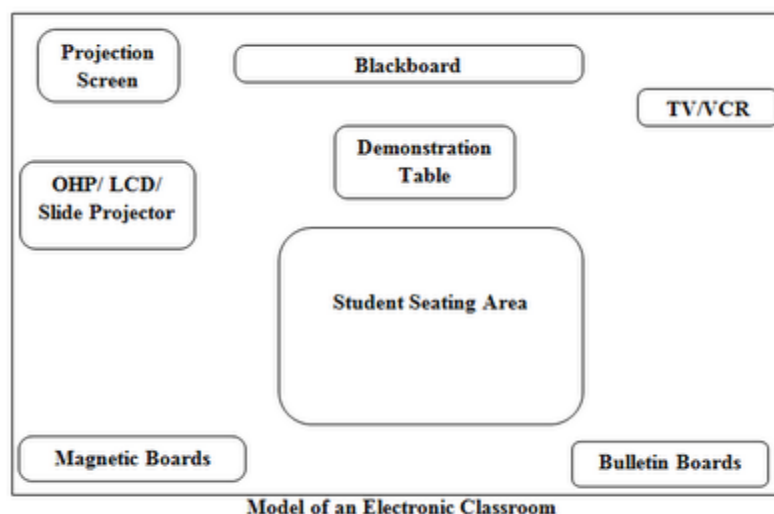 Projection
Screen
Blackboard
TV/VCR
Demonstration
Table
OHP/ LCD/
Slide Projector
Student Seating Area
Magnetic Boards
Bulletin Boards
Model of an Electronic Classroom